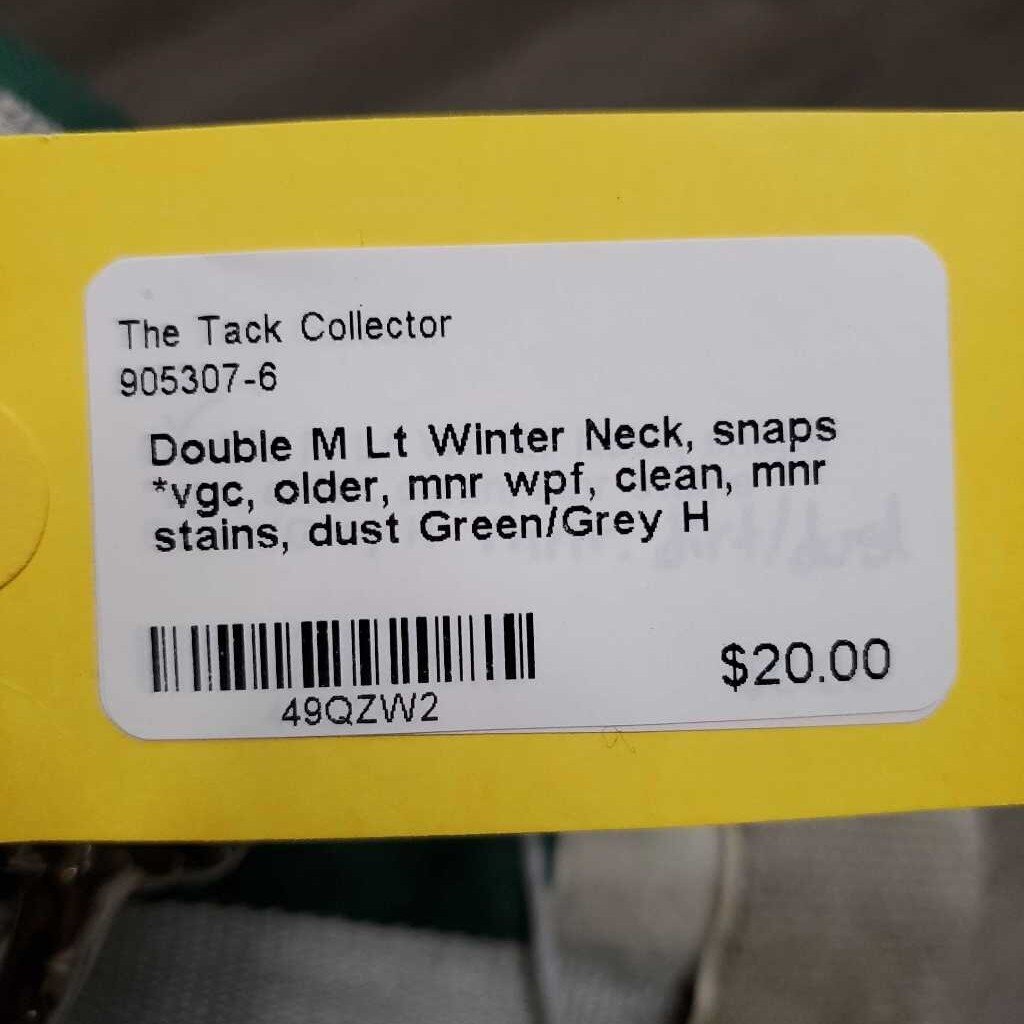 The Tack Collector
905307-6
Double M Lt Winter Neck, snaps
*vgc, older, mnr wpf, clean, mnr
stains, dust Green/Grey H
49QZW2
$20.00